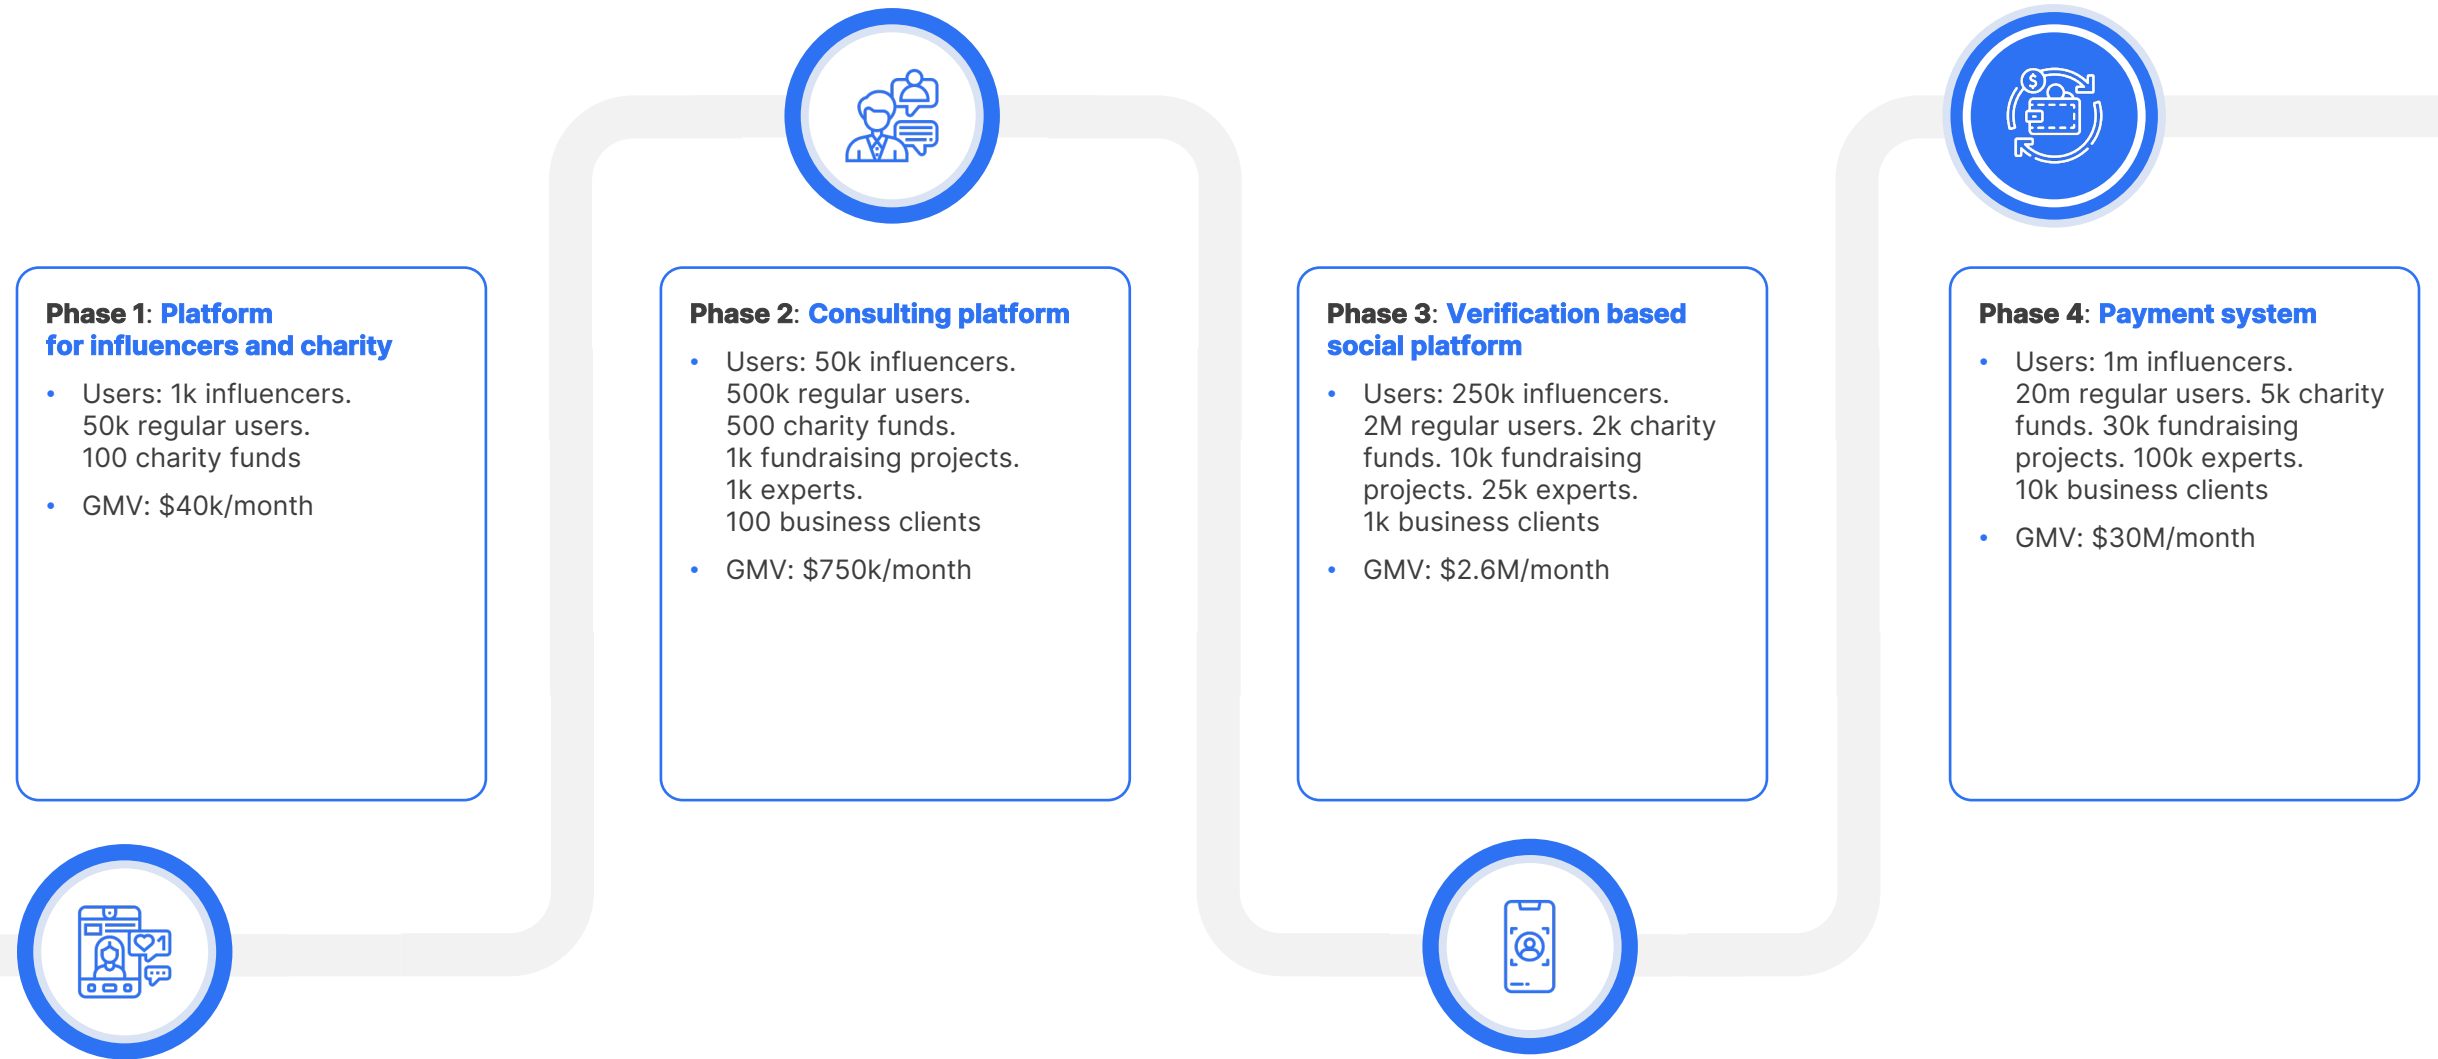 Phase 1: Platform
for influencers and charity
• Users: 1k influencers.
50k regular users.
100 charity funds
• GMV: $40k/month
Phase 2: Consulting platform
• Users: 50k influencers.
500k regular users.
500 charity funds.
1k fundraising projects.
1k experts.
100 business clients
• GMV: $750k/month
Phase 3: Verification based
social platform
• Users: 250k influencers.
2M regular users. 2k charity
funds. 10k fundraising
projects. 25k experts.
1k business clients
• GMV: $2.6M/month
Phase 4: Payment system
• Users: 1m influencers.
20m regular users. 5k charity
funds. 30k fundraising
projects. 100k experts.
10k business clients
• GMV: $30M/month
$
1